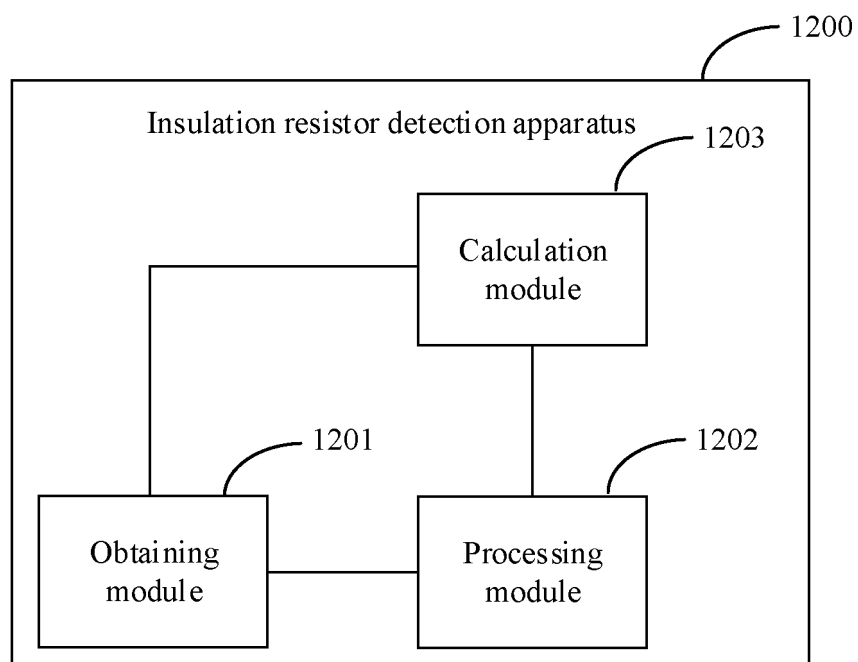 1200
Insulation resistor detection apparatus
1203
Calculation
module
1201
1202
Obtaining
module
Processing
module